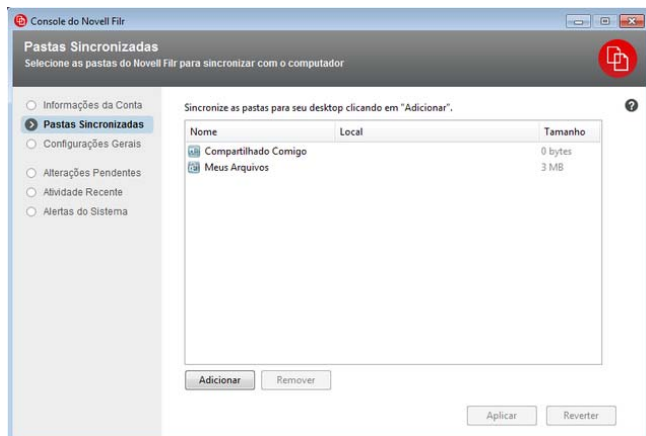 Console do Novell Filr
Pastas Sincronizadas
Selecione as pastas do Novell Filr para sincronizar com o computador
Informações da Conta
Pastas Sincronizadas
Configurações Gerais
Alterações Pendentes
Atividade Recente
Alertas do Sistema
Sincronize as pastas para seu desktop clicando em "Adicionar".
Nome Local Tamanho
Compartilhado Comigo 0 bytes
Meus Arquivos 3 MB
Adicionar Remover
Aplicar Reverter